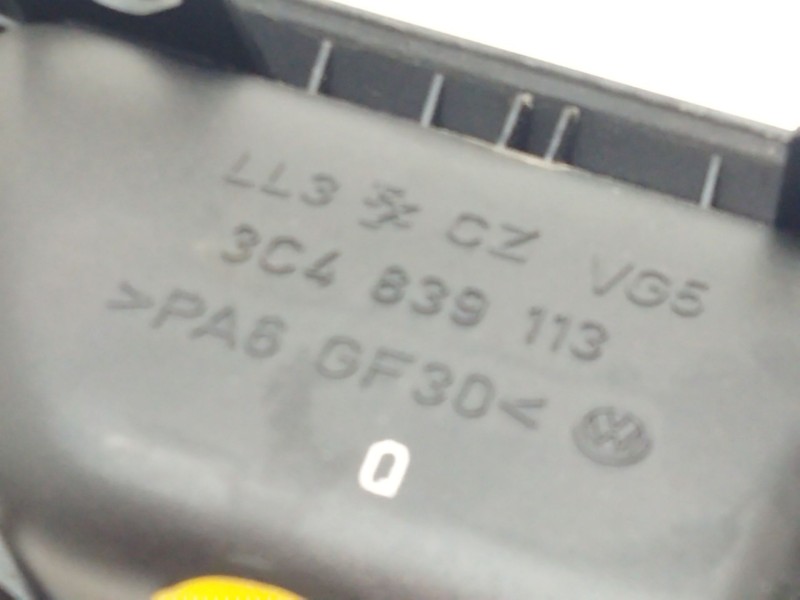 LL3 CZ VG5
3C4 839 113
>PA6 GF30<
Q